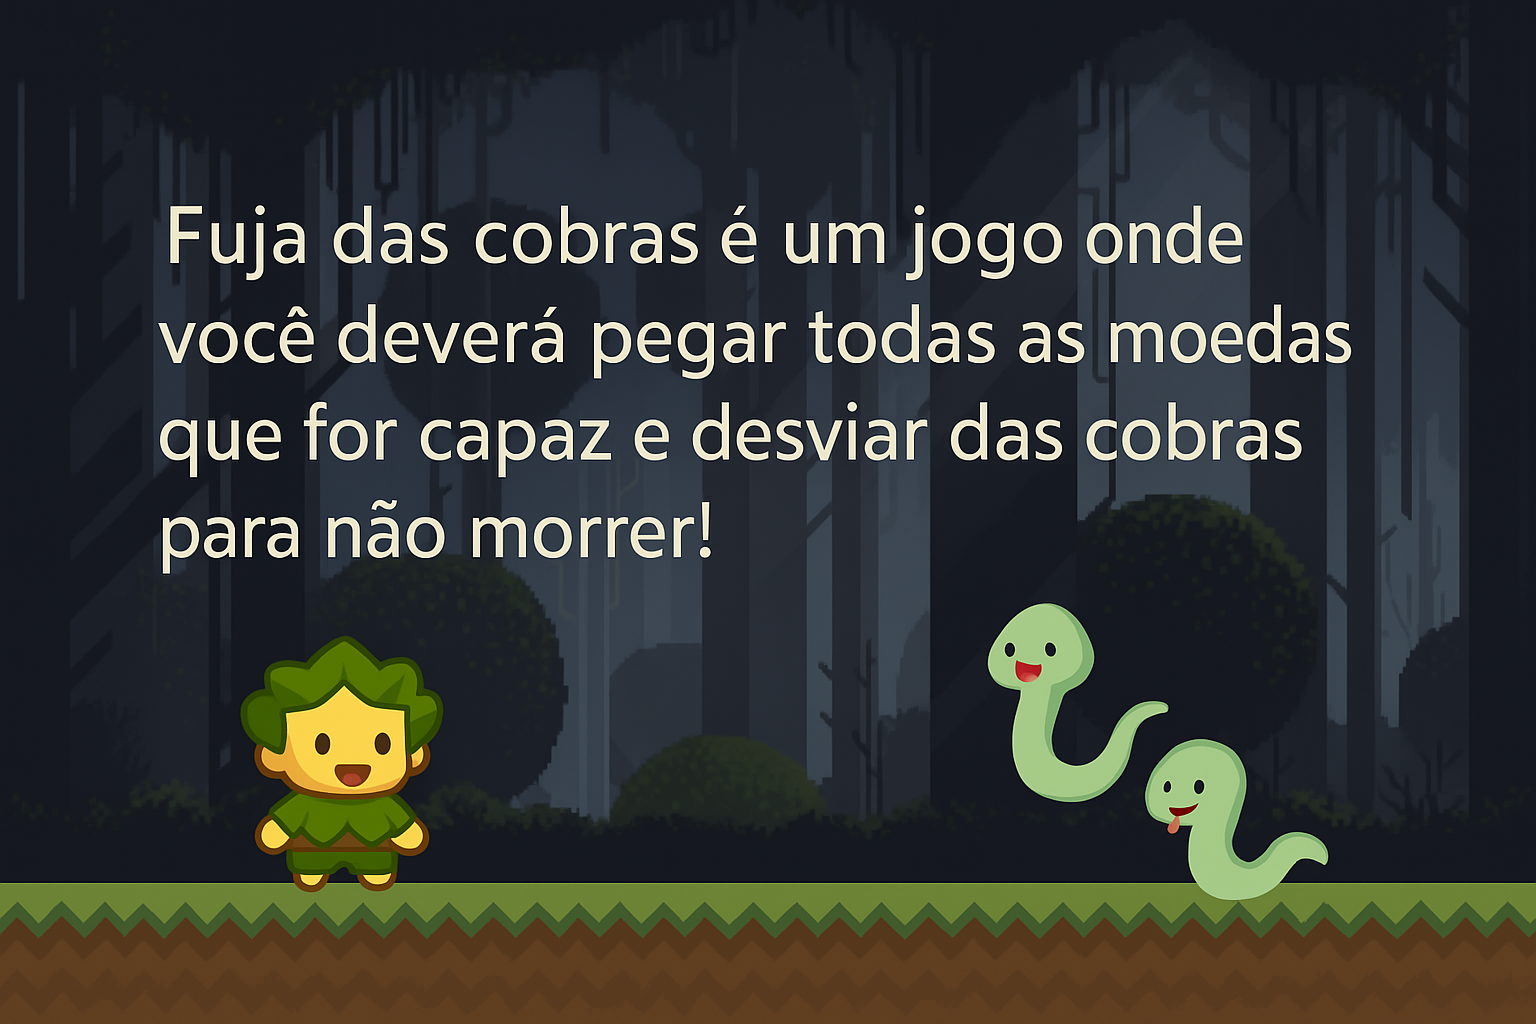 Fuja das cobras é um jogo onde
você deverá pegar todas as moedas
que for capaz e desviar das cobras
para não morrer!